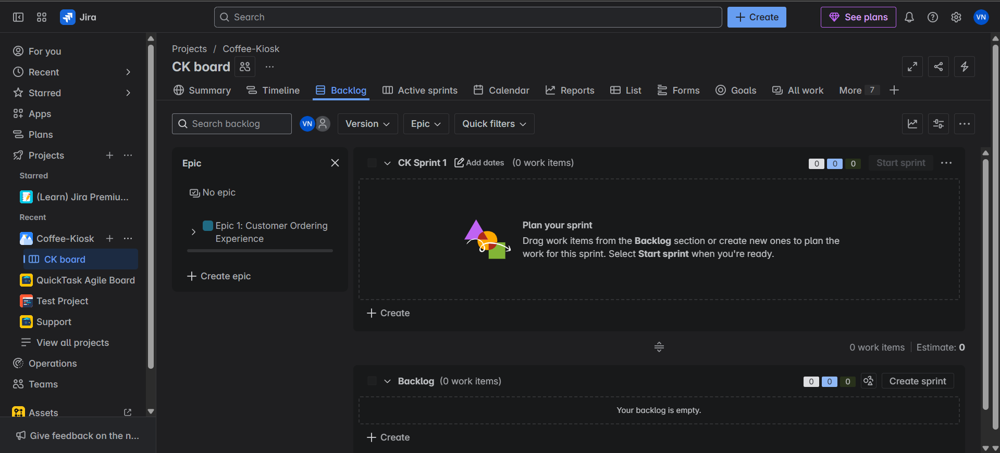 Jira
Search
Create
See plans
VN
For you
Recent
Starred
Apps
Plans
Projects
Starred
(Learn) Jira Premiu...
Recent
Coffee-Kiosk
CK board
QuickTask Agile Board
Test Project
Support
View all projects
Operations
Teams
Assets
Give feedback on the n...
Projects / Coffee-Kiosk
CK board
Summary
Timeline
Backlog
Active sprints
Calendar
Reports
List
Forms
Goals
All work
More 7
Search backlog
VN
Version
Epic
Quick filters
Epic
No epic
Epic 1: Customer Ordering
Experience
Create epic
CK Sprint 1 Add dates (0 work items)
0 0 0
Start sprint
Plan your sprint
Drag work items from the Backlog section or create new ones to plan the
work for this sprint. Select Start sprint when you're ready.
Create
0 work items Estimate: 0
Backlog (0 work items)
0 0 0
Create sprint
Your backlog is empty.
Create